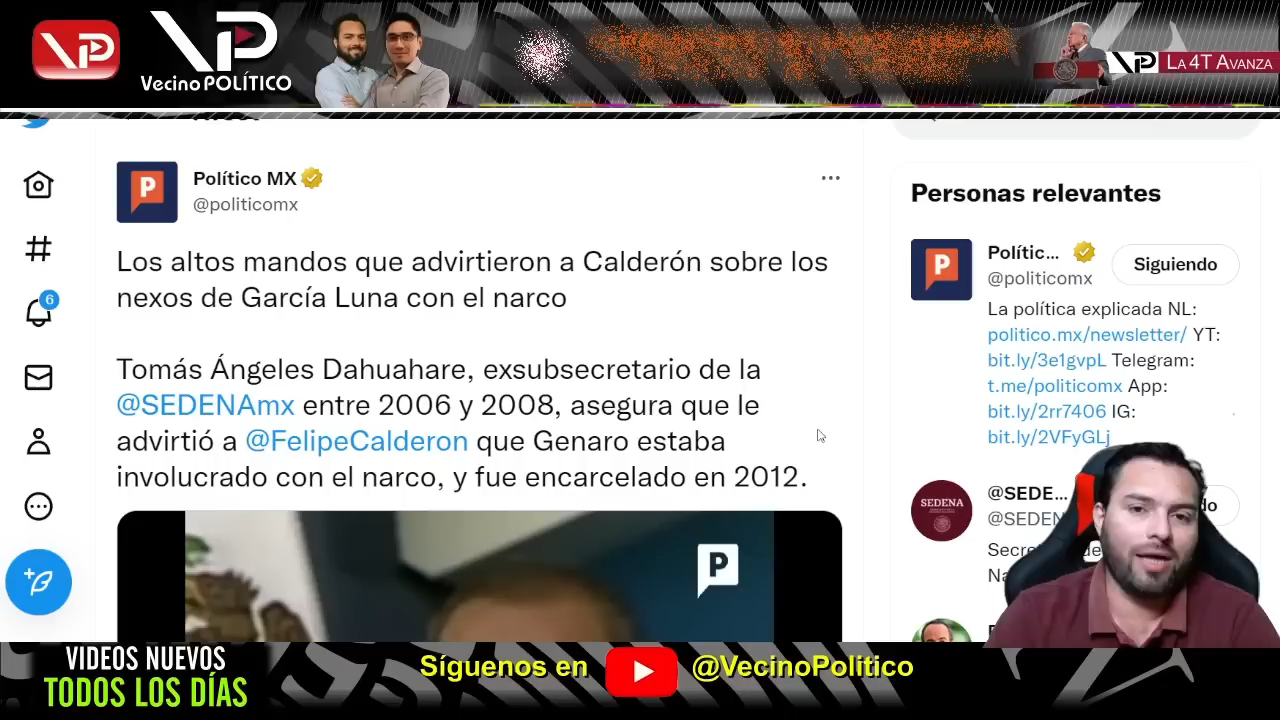 VP
VP
Vecino POLÍTICO
VP
LA 4T AVANZA
Político MX
@politicomx
Los altos mandos que advirtieron a Calderón sobre los
nexos de García Luna con el narco
Tomás Ángeles Dahuahare, exsubsecretario de la
@SEDENAmx entre 2006 y 2008, asegura que le
advirtió a @FelipeCalderon que Genaro estaba
involucrado con el narco, y fue encarcelado en 2012.
P
P
6
Personas relevantes
P
Polític...
@politicomx
Siguiendo
La política explicada NL:
politico.mx/newsletter/ YT:
bit.ly/3e1gvpL Telegram:
t.me/politicomx App:
bit.ly/2rr7406 IG:
bit.ly/2VFyGLj
SEDENA
@SEDE...
@SEDEN
VIDEOS NUEVOS
TODOS LOS DÍAS
Síguenos en
@VecinoPolitico